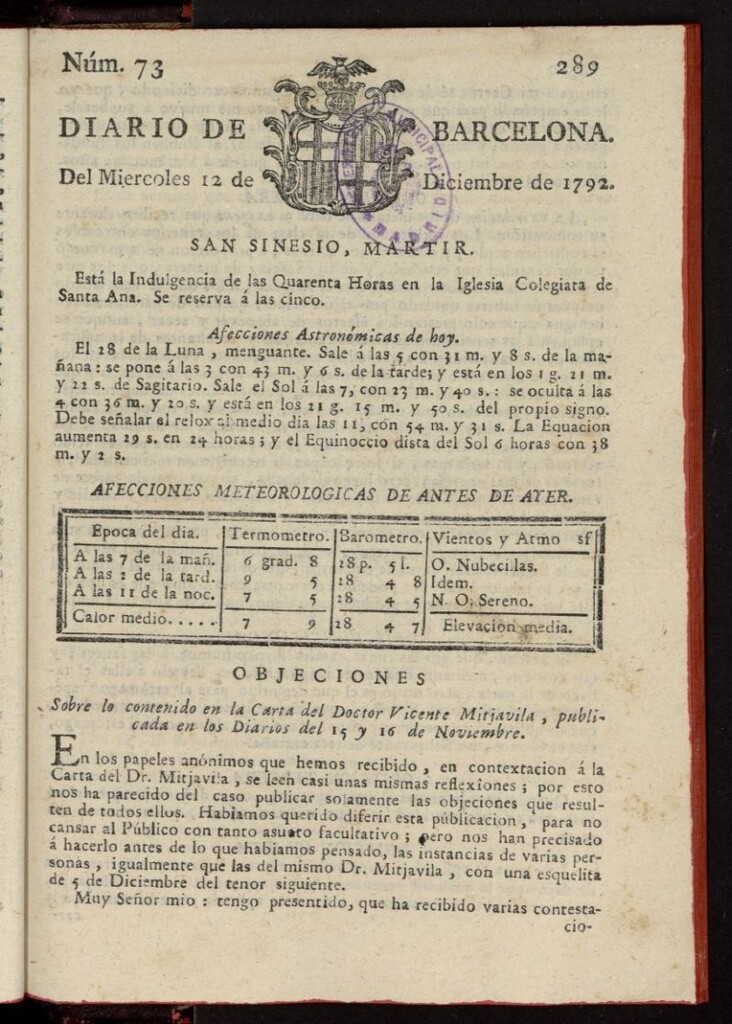 Núm. 73 289
DIARIO DE BARCELONA.
Del Miercoles 12 de Diciembre de 1792.
SAN SINESIO, MARTIR.
Está la Indulgencia de las Quarenta Horas en la Iglesia Colegiata de
Santa Ana. Se reserva á las cinco.
Afecciones Astronómicas de hoy.
El 28 de la Luna, menguante. Sale á las 5 con 31 m. y 8 s. de la ma-
ñana: se pone á las 3 con 43 m. y 6 s. de la tarde; y está en los 1 g. 21 m.
y 22 s. de Sagitario. Sale el Sol á las 7, con 23 m. y 40 s.: se oculta á las
4 con 36 m. y 20 s. y está en los 21 g. 15 m. y 50 s. del propio signo.
Debe señalar el relox al medio dia las 11, con 54 m. y 31 s. La Equacion
aumenta 29 s. en 24 horas; y el Equinoccio dista del Sol 6 horas con 38
m. y 2 s.
AFECCIONES METEOROLOGICAS DE ANTES DE AYER.
Epoca del dia. Termometro. Barometro. Vientos y Atmosf
A las 7 de la mañ. 6 grad. 8 28 p. 5 l. O. Nubecillas.
A las 2 de la tard. 9 5 28 4 8 Idem.
A las 11 de la noc. 7 5 28 4 5 N. O. Sereno.
Calor medio..... 7 9 28 4 7 Elevacion media.
OBJECIONES
Sobre lo contenido en la Carta del Doctor Vicente Mitjavila, publi-
cada en los Diarios del 15 y 16 de Noviembre.
En los papeles anónimos que hemos recibido, en contextacion á la
Carta del Dr. Mitjavila, se leen casi unas mismas reflexîones; por esto
nos ha parecido del caso publicar solamente las objeciones que resul-
ten de todos ellos. Habiamos querido diferir esta publicacion, para no
cansar al Público con tanto asunto facultativo; pero nos han precisado
á hacerlo antes de lo que habiamos pensado, las instancias de varias per-
sonas, igualmente que las del mismo Dr. Mitjavila, con una esquelita
de 5 de Diciembre del tenor siguiente.
Muy Señor mio: tengo presentido, que ha recibido varias contesta-
cio-